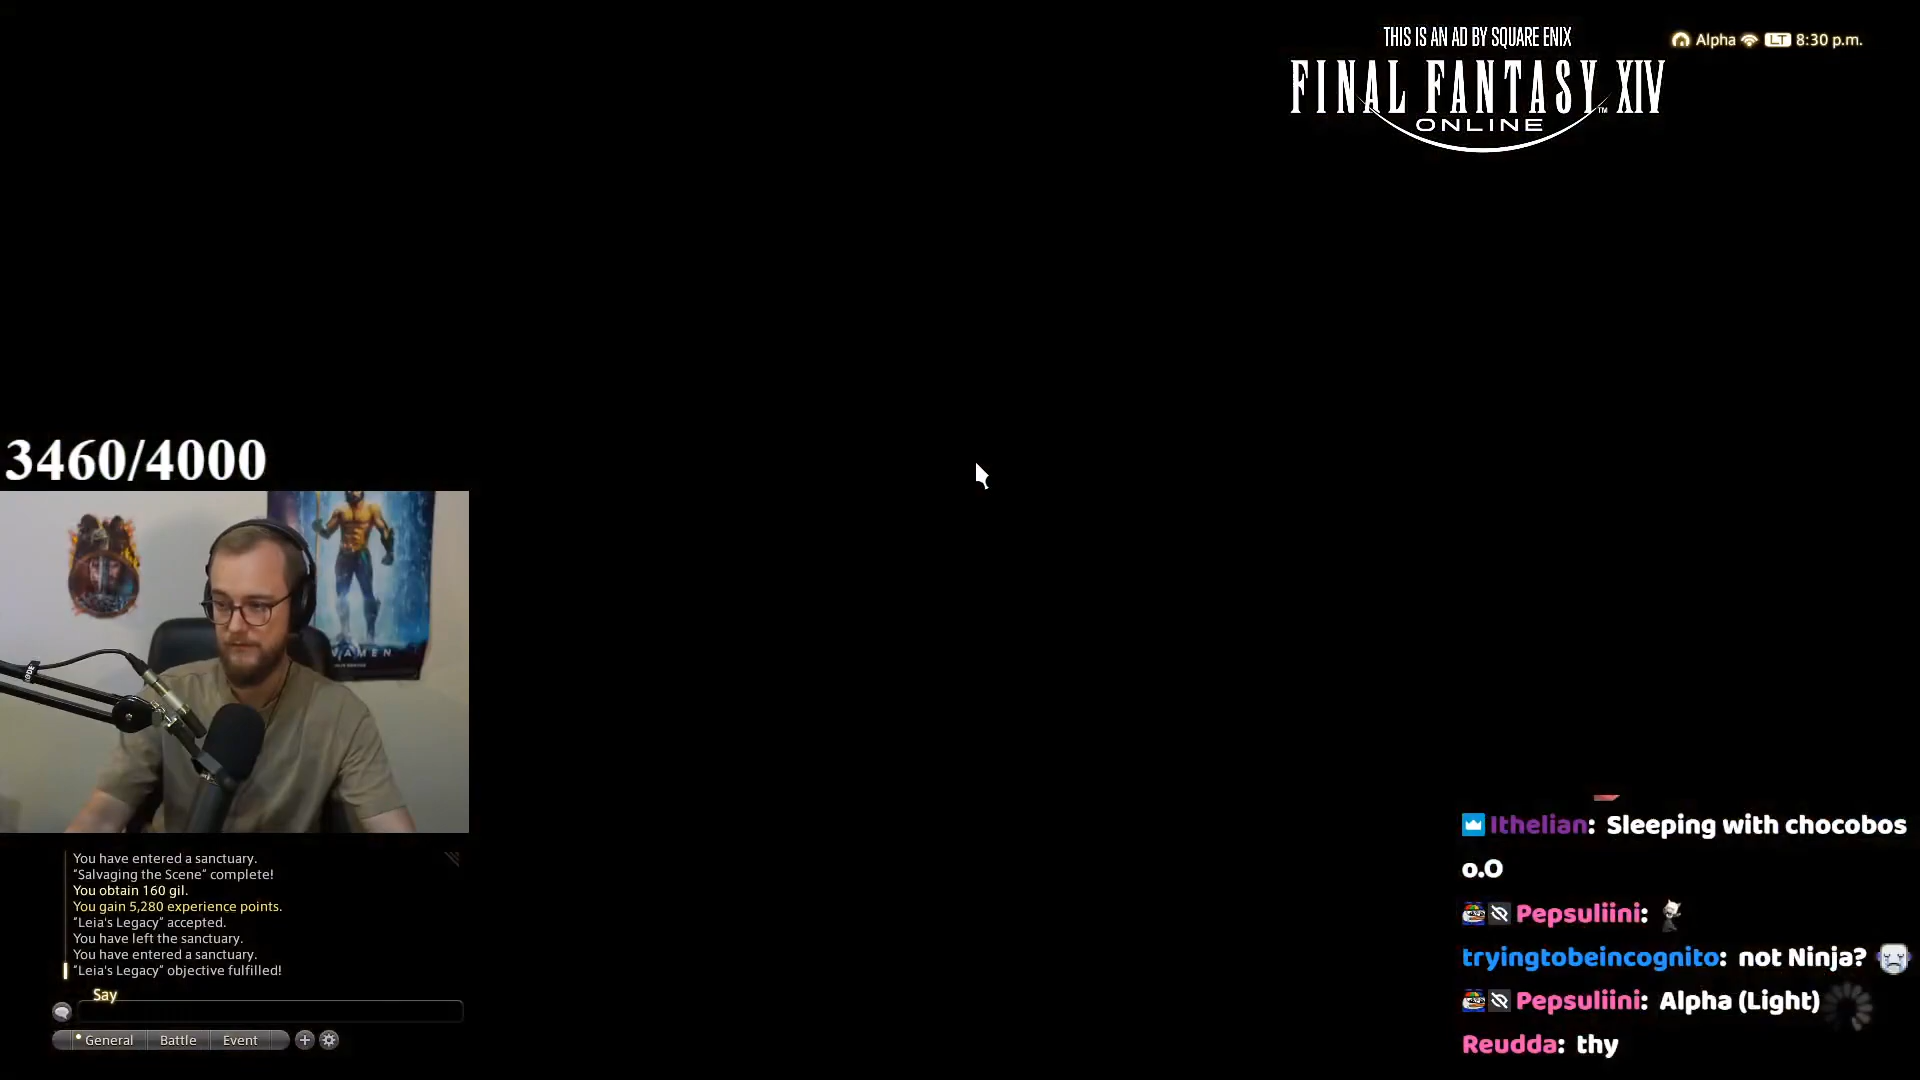 THIS IS AN AD BY SQUARE ENIX
FINAL FANTASY XIV
TM
ONLINE
Alpha LT 8:30 p.m.
3460/4000
RODE
You have entered a sanctuary.
"Salvaging the Scene" complete!
You obtain 160 gil.
You gain 5,280 experience points.
"Leia's Legacy" accepted.
You have left the sanctuary.
You have entered a sanctuary.
"Leia's Legacy" objective fulfilled!
Say
General Battle Event
Ithelian: Sleeping with chocobos
o.O
Pepsuliini:
tryingtobeincognito: not Ninja?
Pepsuliini: Alpha (Light)
Reudda: thy